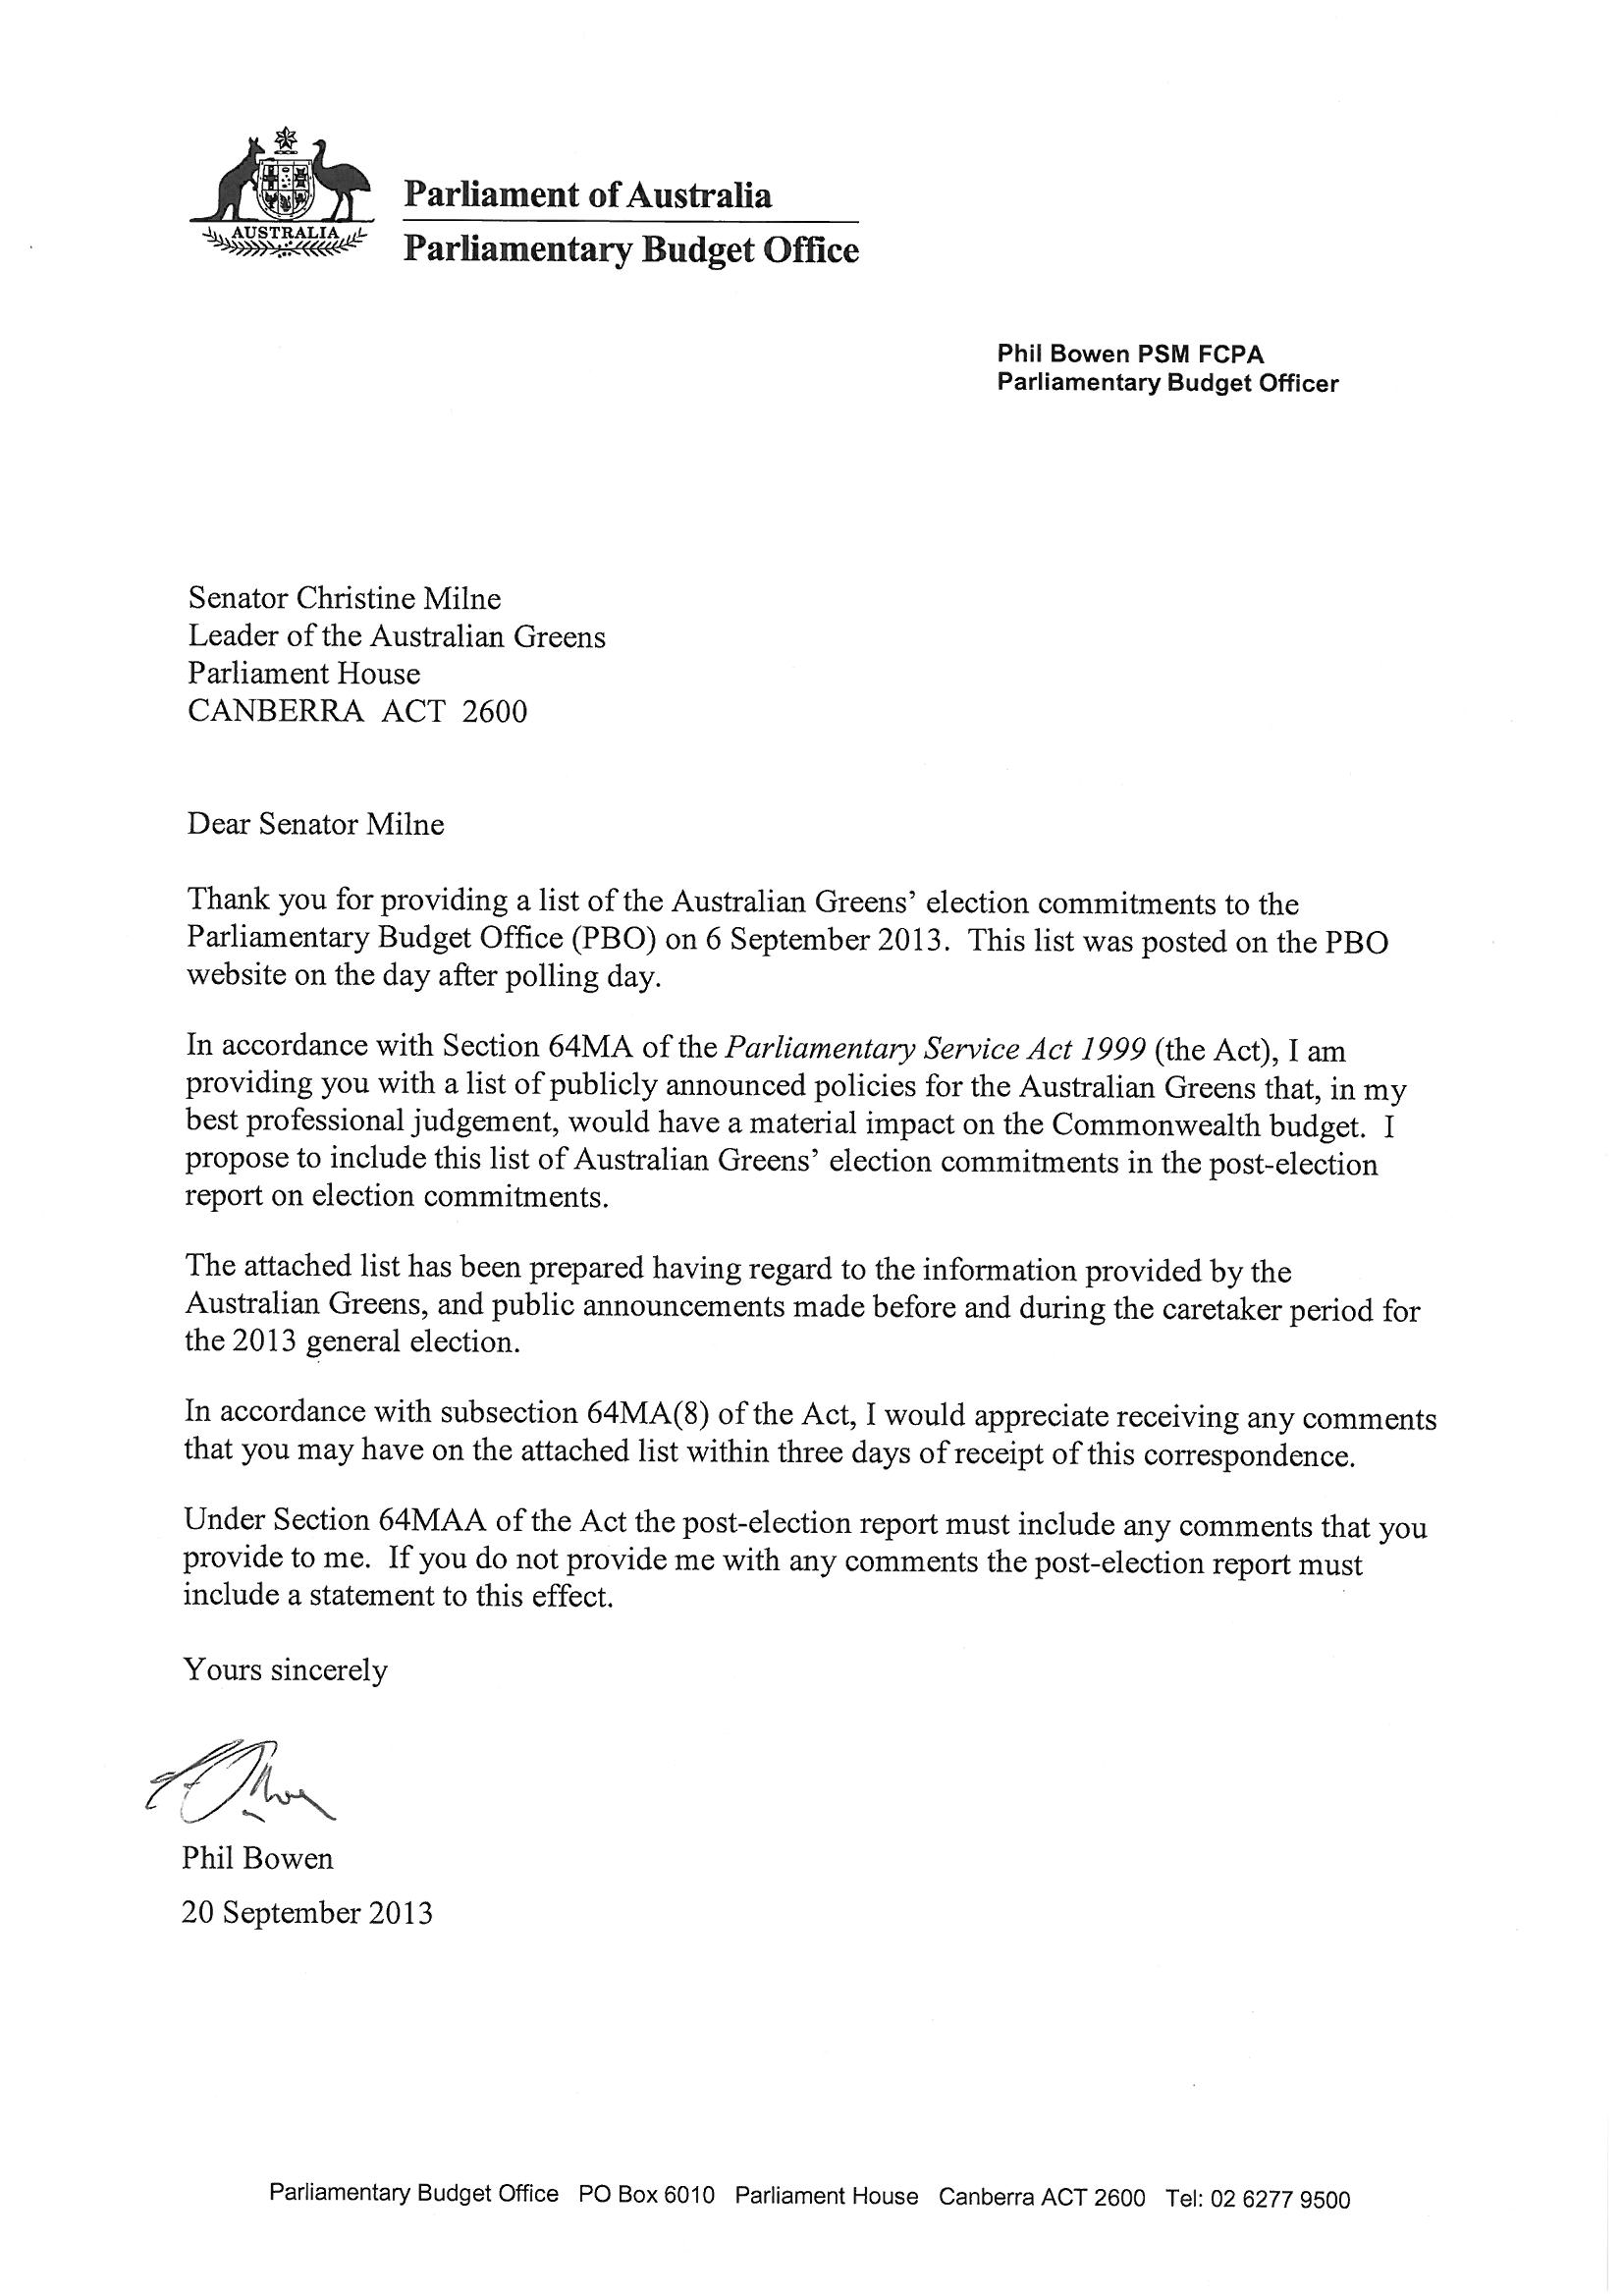 AUSTRALIA
Parliament of Australia
Parliamentary Budget Office
Phil Bowen PSM FCPA
Parliamentary Budget Officer
Senator Christine Milne
Leader of the Australian Greens
Parliament House
CANBERRA ACT 2600
Dear Senator Milne
Thank you for providing a list of the Australian Greens’ election commitments to the
Parliamentary Budget Office (PBO) on 6 September 2013. This list was posted on the PBO
website on the day after polling day.
In accordance with Section 64MA of the Parliamentary Service Act 1999 (the Act), I am
providing you with a list of publicly announced policies for the Australian Greens that, in my
best professional judgement, would have a material impact on the Commonwealth budget. I
propose to include this list of Australian Greens’ election commitments in the post-election
report on election commitments.
The attached list has been prepared having regard to the information provided by the
Australian Greens, and public announcements made before and during the caretaker period for
the 2013 general election.
In accordance with subsection 64MA(8) of the Act, I would appreciate receiving any comments
that you may have on the attached list within three days of receipt of this correspondence.
Under Section 64MAA of the Act the post-election report must include any comments that you
provide to me. If you do not provide me with any comments the post-election report must
include a statement to this effect.
Yours sincerely
Phil Bowen
20 September 2013
Parliamentary Budget Office PO Box 6010 Parliament House Canberra ACT 2600 Tel: 02 6277 9500